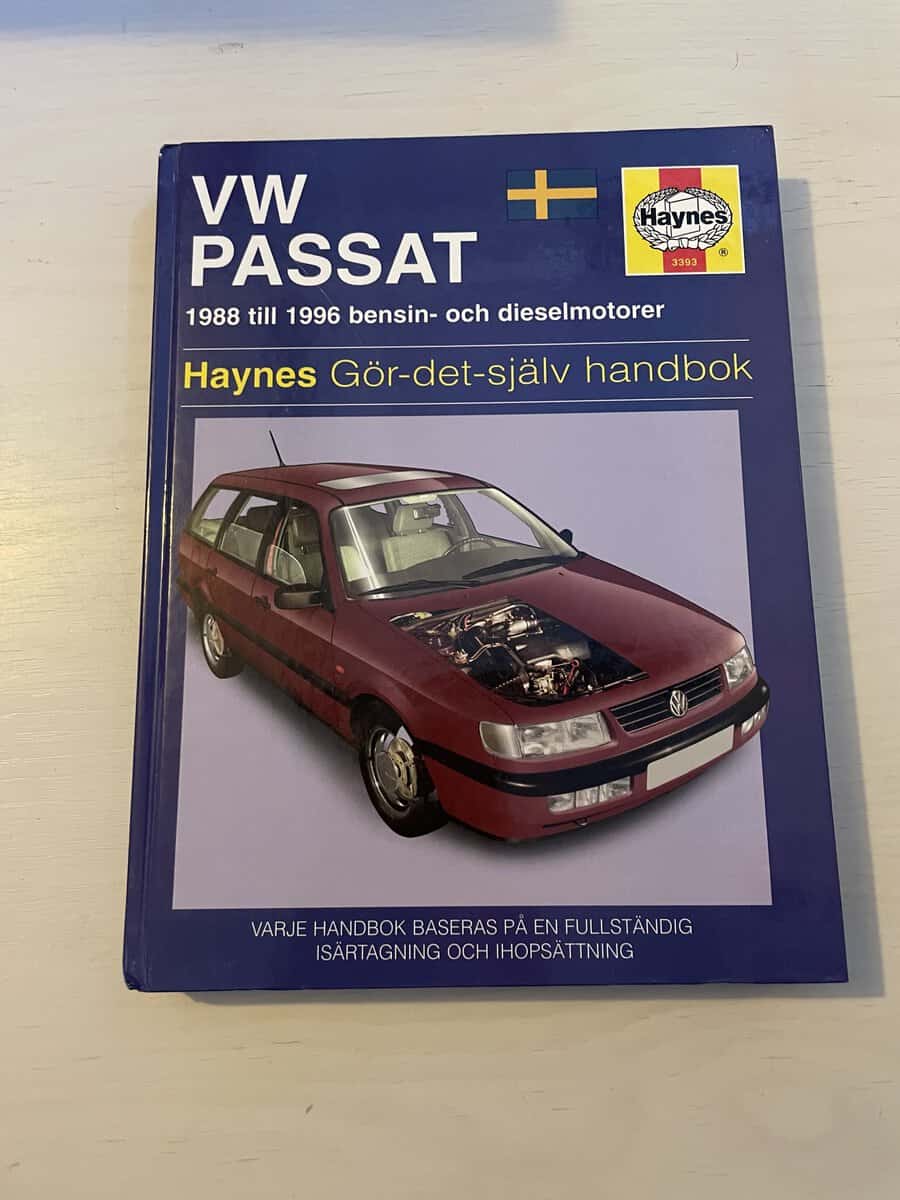 VW
PASSAT
Haynes
®
3393
1988 till 1996 bensin- och dieselmotorer
Haynes Gör-det-själv handbok
VARJE HANDBOK BASERAS PÅ EN FULLSTÄNDIG
ISÄRTAGNING OCH IHOPSÄTTNING